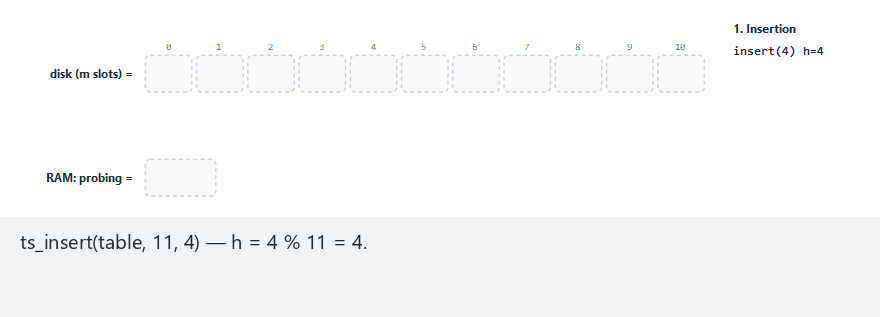 1. Insertion
insert(4) h=4
0 1 2 3 4 5 6 7 8 9 10
disk (m slots) =
RAM: probing =
ts_insert(table, 11, 4) — h = 4 % 11 = 4.